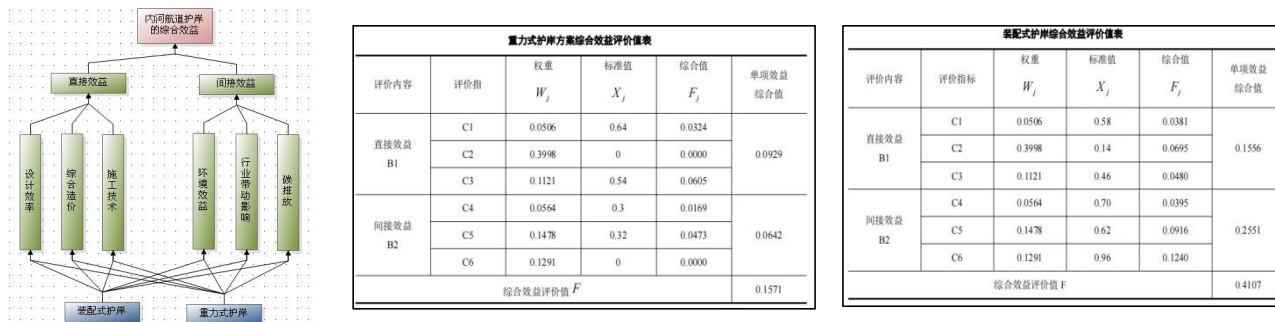 内河航道护岸
的综合效益
直接效益
间接效益
设计效率
综合造价
施工技术
环境效益
行业带动影响
碳排放
装配式护岸
重力式护岸
重力式护岸方案综合效益评价值表
评价内容 评价指 权重 Wj 标准值 Xj 综合值 Fj 单项效益综合值
直接效益 B1 C1 0.0506 0.64 0.0324 0.0929
C2 0.3998 0 0.0000
C3 0.1121 0.54 0.0605
间接效益 B2 C4 0.0564 0.3 0.0169 0.0642
C5 0.1478 0.32 0.0473
C6 0.1291 0 0.0000
综合效益评价值 F 0.1571
装配式护岸综合效益评价值表
评价内容 评价指标 权重 Wj 标准值 Xj 综合值 Fj 单项效益综合值
直接效益 B1 C1 0.0506 0.58 0.0381 0.1556
C2 0.3998 0.14 0.0695
C3 0.1121 0.46 0.0480
间接效益 B2 C4 0.0564 0.70 0.0395 0.2551
C5 0.1478 0.62 0.0916
C6 0.1291 0.96 0.1240
综合效益评价值 F 0.4107